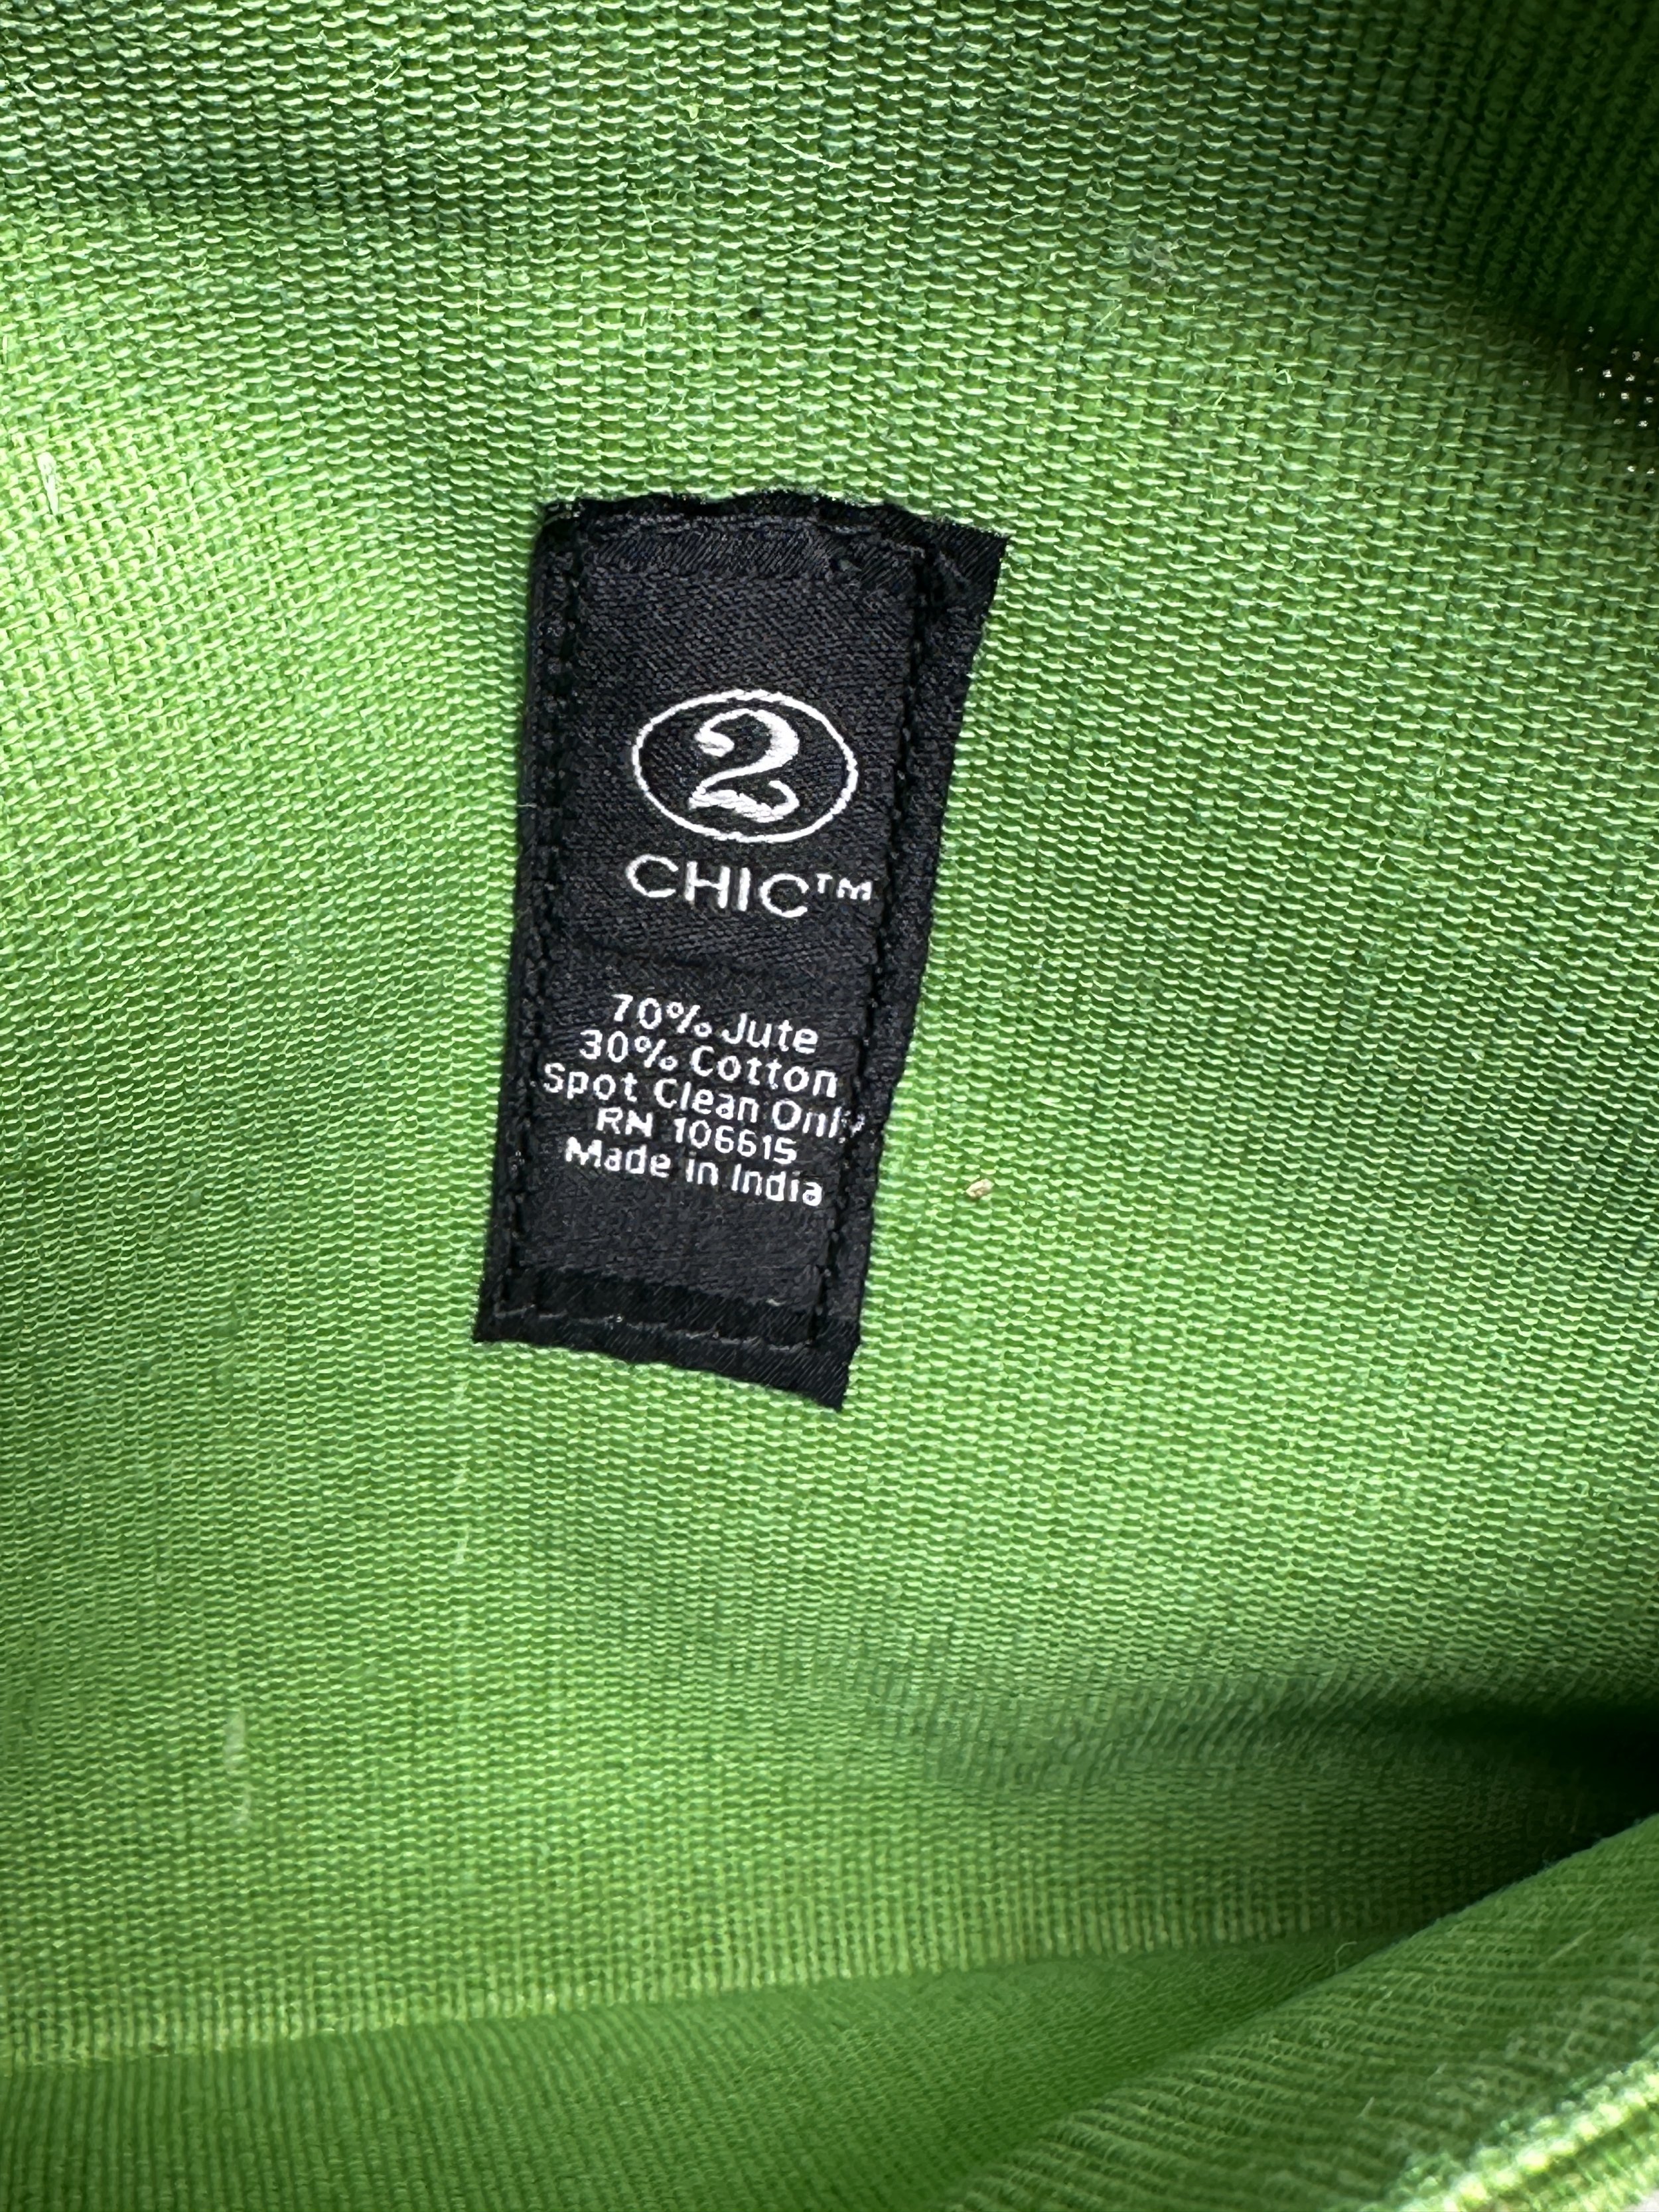 2
CHIC™
70% Jute
30% Cotton
Spot Clean Only
RN 106615
Made in India